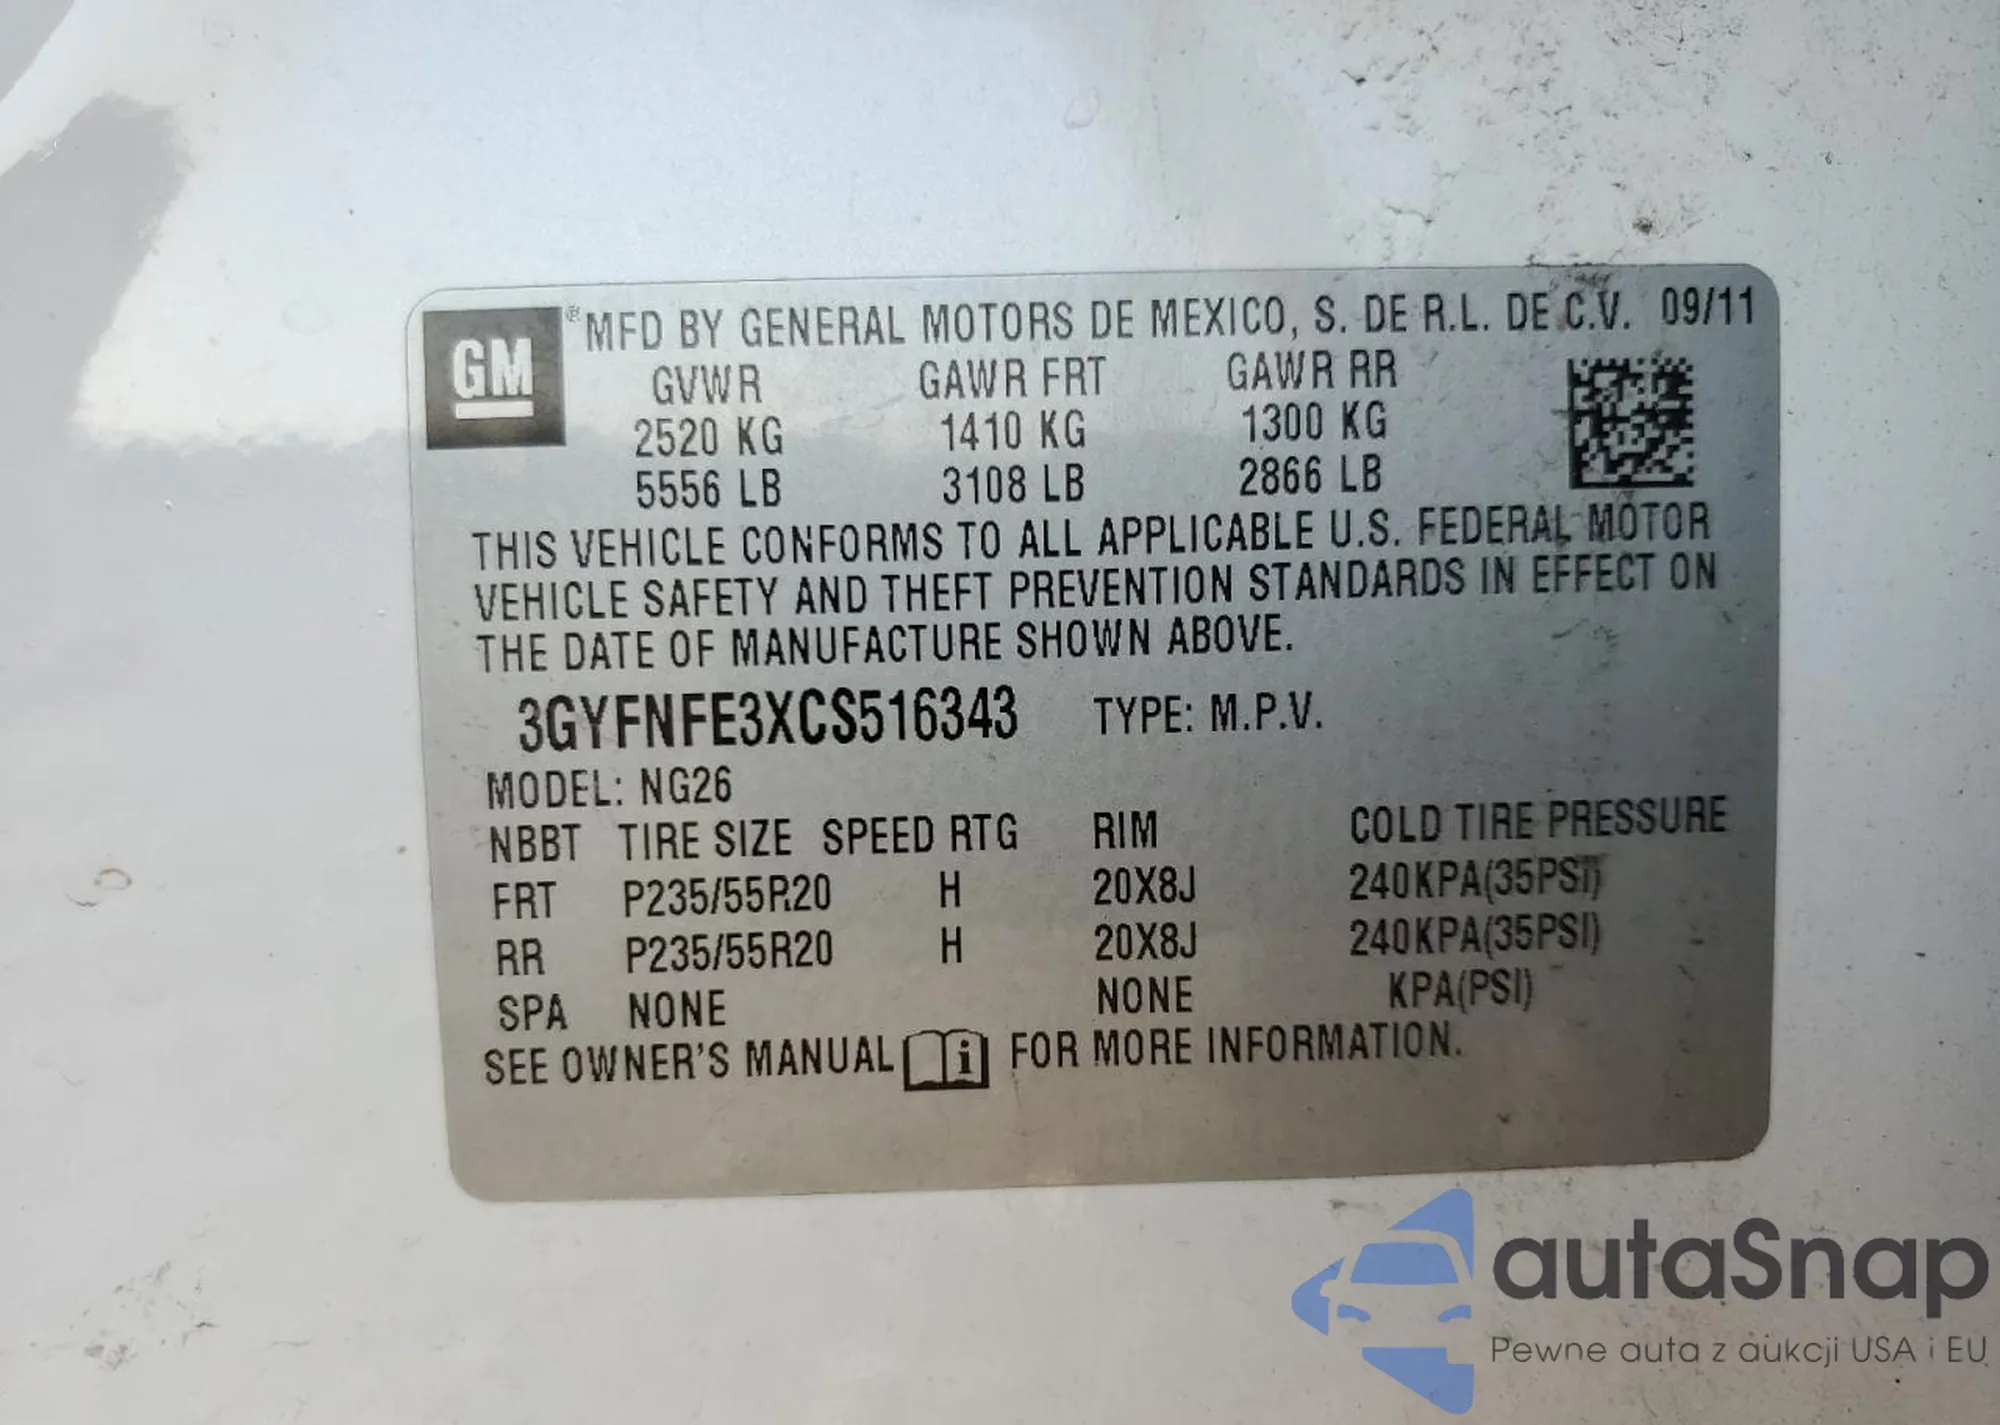 GM ® MFD BY GENERAL MOTORS DE MEXICO, S. DE R.L. DE C.V. 09/11
GVWR GAWR FRT GAWR RR
2520 KG 1410 KG 1300 KG
5556 LB 3108 LB 2866 LB
THIS VEHICLE CONFORMS TO ALL APPLICABLE U.S. FEDERAL MOTOR
VEHICLE SAFETY AND THEFT PREVENTION STANDARDS IN EFFECT ON
THE DATE OF MANUFACTURE SHOWN ABOVE.
3GYFNFE3XCS516343 TYPE: M.P.V.
MODEL: NG26
NBBT TIRE SIZE SPEED RTG RIM COLD TIRE PRESSURE
FRT P235/55R20 H 20X8J 240KPA(35PSI)
RR P235/55R20 H 20X8J 240KPA(35PSI)
SPA NONE NONE KPA(PSI)
SEE OWNER'S MANUAL i FOR MORE INFORMATION.
autaSnap
Pewne auta z aukcji USA i EU